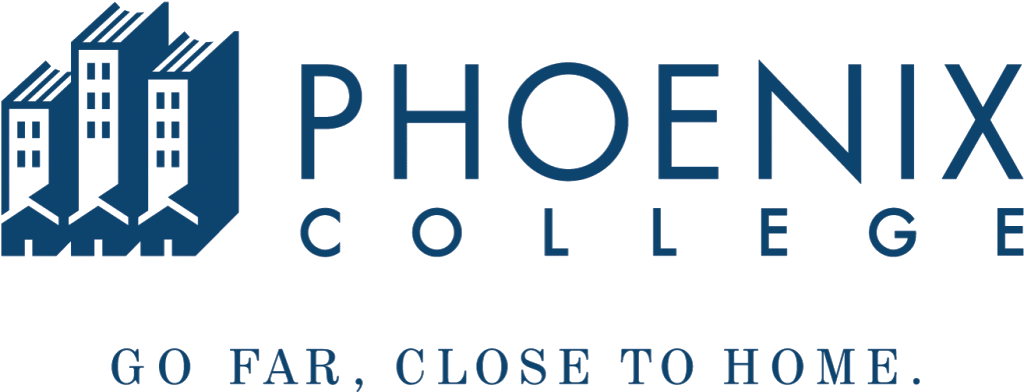 PHOENIX
COLLEGE
GO FAR, CLOSE TO HOME.